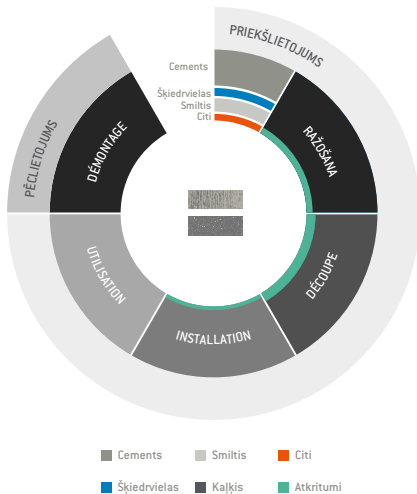 PRIEKŠLIETOJUMS
Cements
Šķiedrvielas
Smiltis
Citi
RAŽOŠANA
DÉCOUPE
INSTALLATION
UTILISATION
DÉMONTAGE
PĒCLIETOJUMS
Cements
Smiltis
Citi
Šķiedrvielas
Kaļķis
Atkritumi